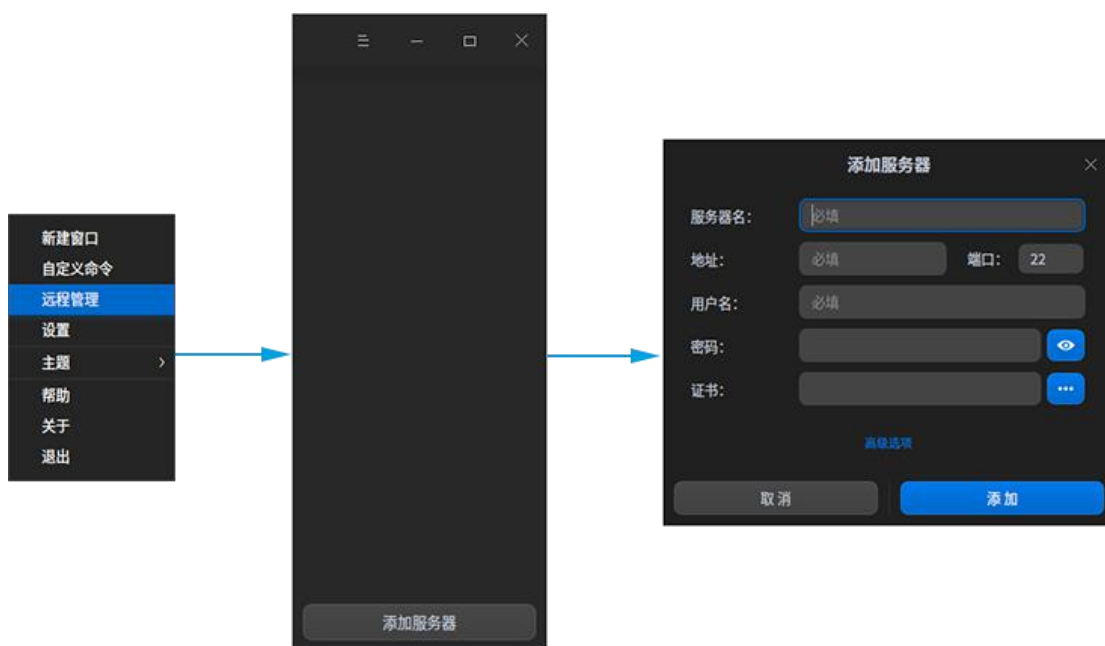 新建窗口
自定义命令
远程管理
设置
主题
帮助
关于
退出
添加服务器
添加服务器
服务器名： 必填
地址： 必填 端口： 22
用户名： 必填
密码：
证书：
高级选项
取消 添加